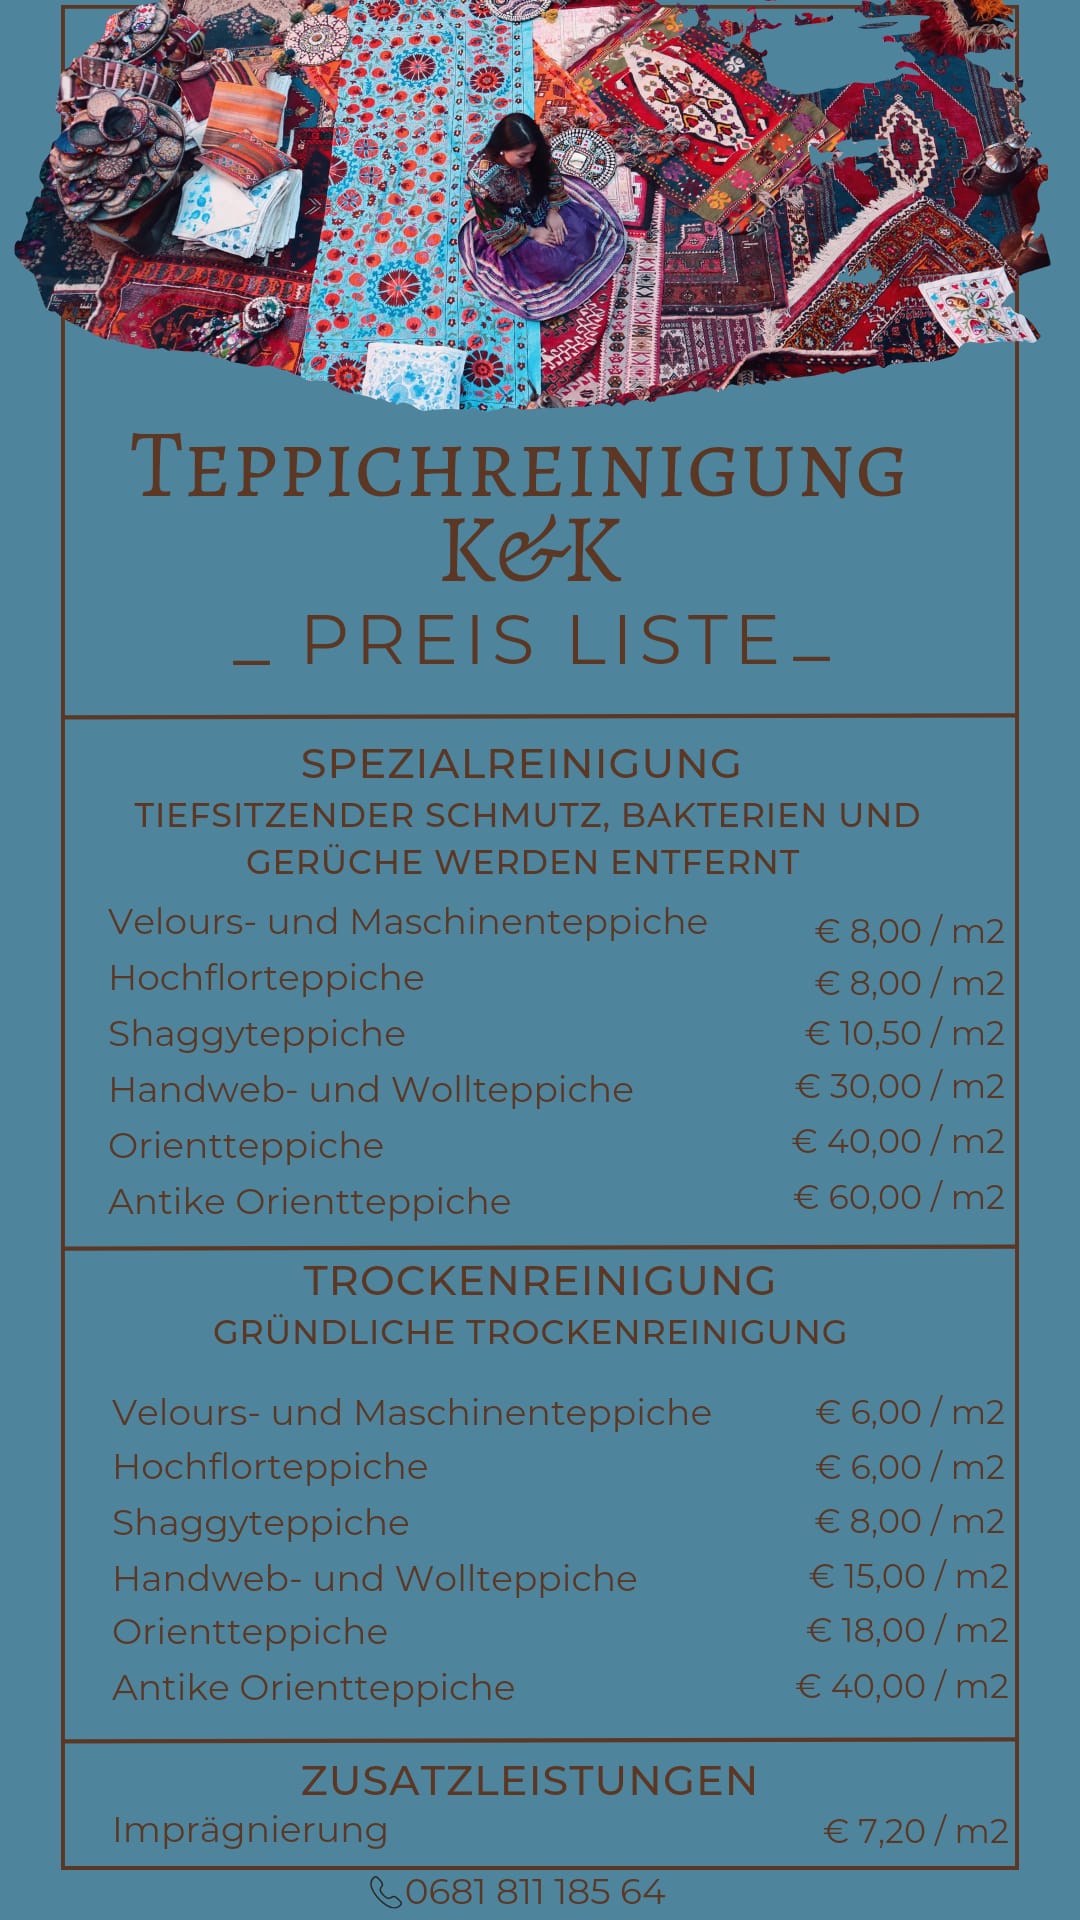 Teppichreinigung
K&K
_ PREIS LISTE_
SPEZIALREINIGUNG
TIEFSITZENDER SCHMUTZ, BAKTERIEN UND
GERÜCHE WERDEN ENTFERNT
Velours- und Maschinenteppiche € 8,00 / m2
Hochflorteppiche € 8,00 / m2
Shaggyteppiche € 10,50 / m2
Handweb- und Wollteppiche € 30,00 / m2
Orientteppiche € 40,00 / m2
Antike Orientteppiche € 60,00 / m2
TROCKENREINIGUNG
GRÜNDLICHE TROCKENREINIGUNG
Velours- und Maschinenteppiche € 6,00 / m2
Hochflorteppiche € 6,00 / m2
Shaggyteppiche € 8,00 / m2
Handweb- und Wollteppiche € 15,00 / m2
Orientteppiche € 18,00 / m2
Antike Orientteppiche € 40,00 / m2
ZUSATZLEISTUNGEN
Imprägnierung € 7,20 / m2
0681 811 185 64